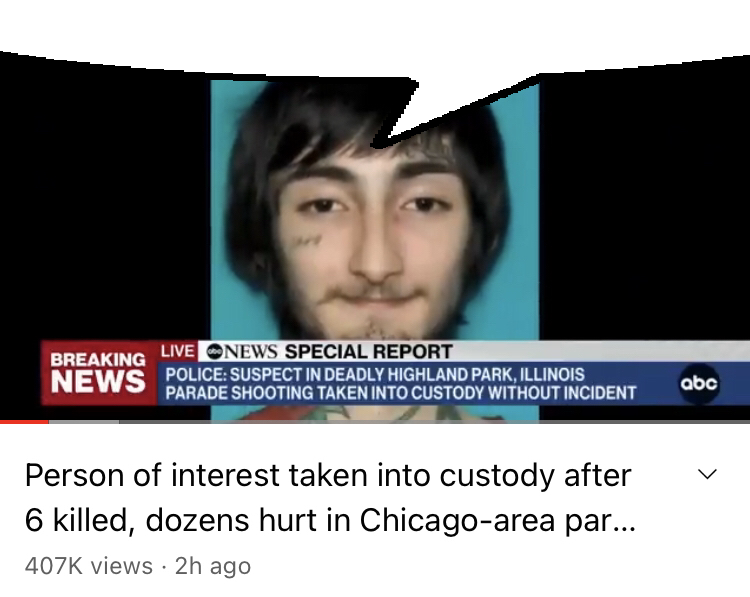 BREAKING
NEWS
LIVE abc NEWS SPECIAL REPORT
POLICE: SUSPECT IN DEADLY HIGHLAND PARK, ILLINOIS
PARADE SHOOTING TAKEN INTO CUSTODY WITHOUT INCIDENT
abc
Person of interest taken into custody after
6 killed, dozens hurt in Chicago-area par...
407K views · 2h ago